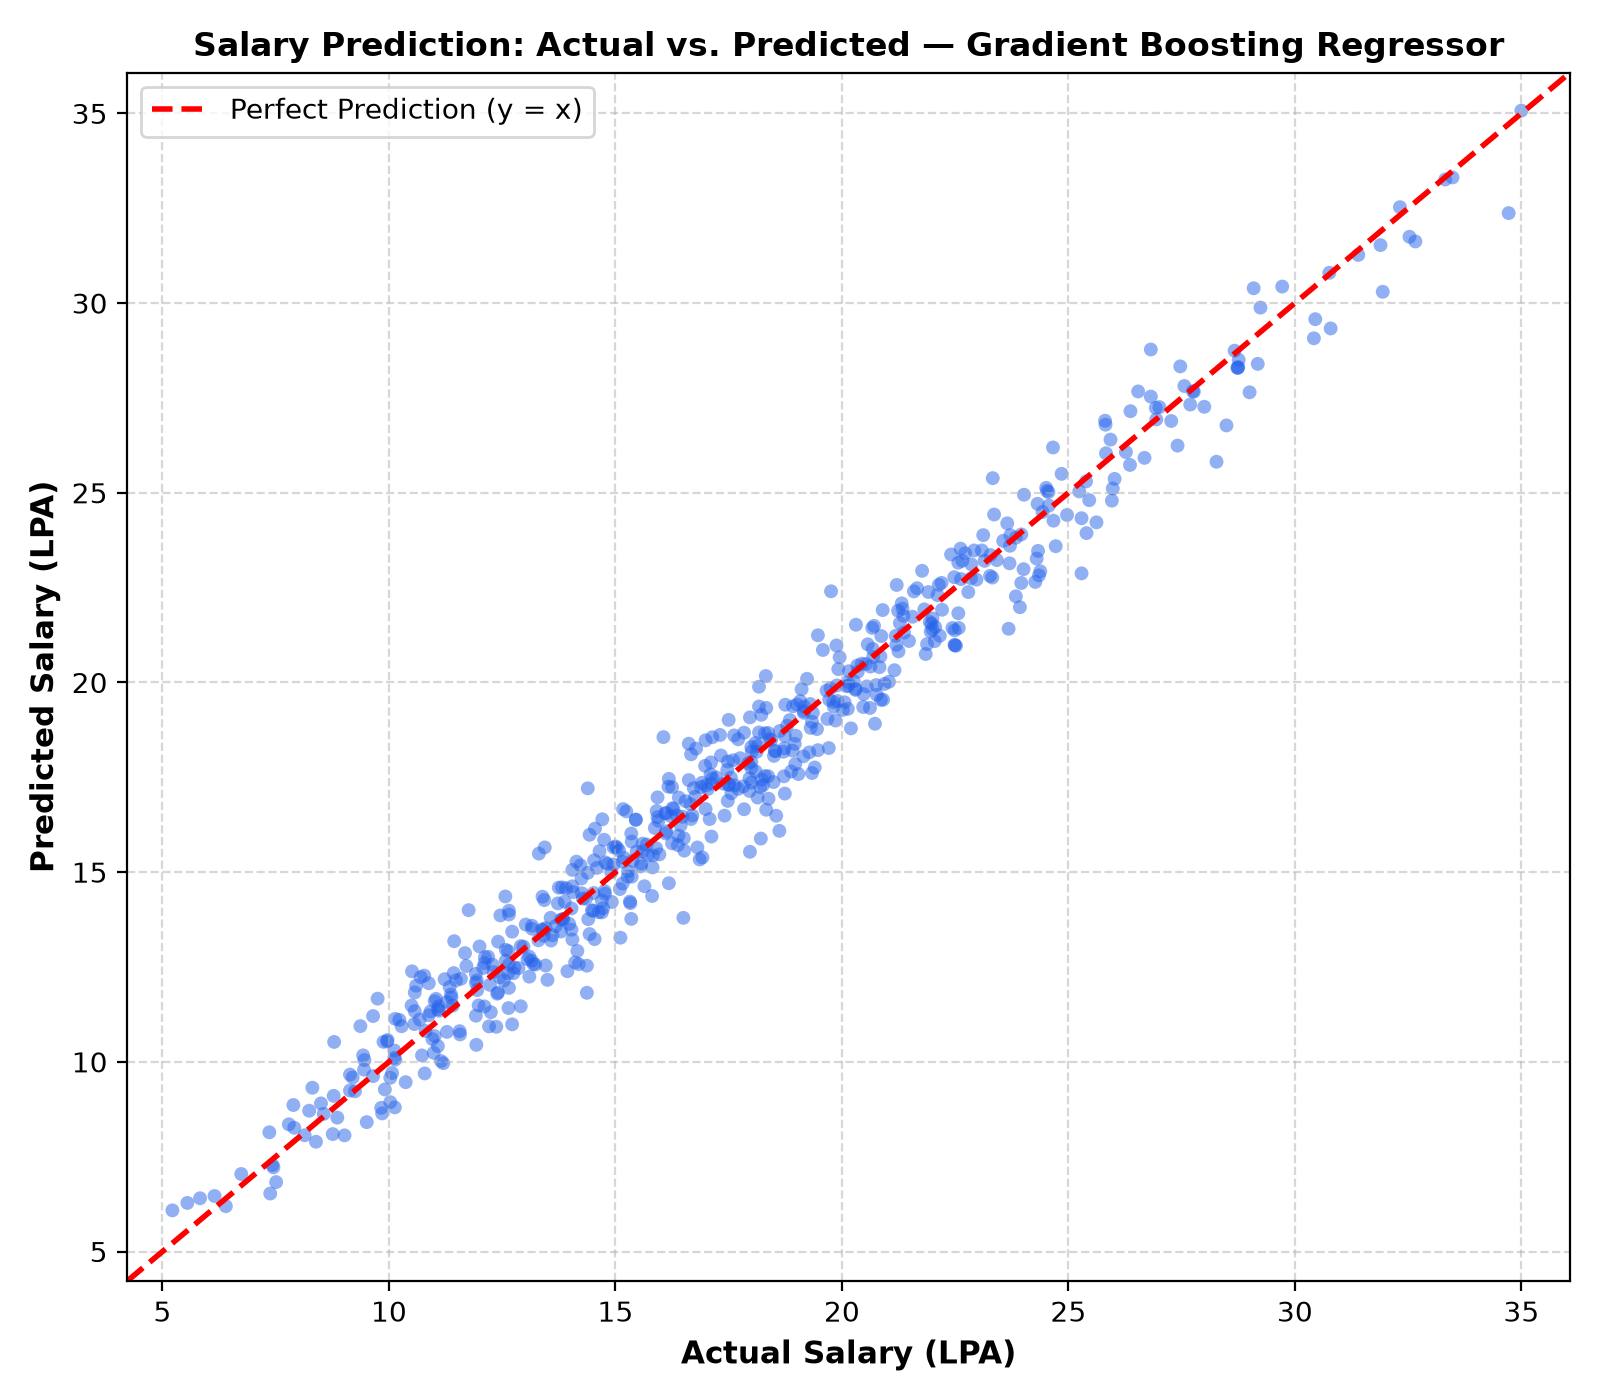 Salary Prediction: Actual vs. Predicted — Gradient Boosting Regressor
Perfect Prediction (y = x)
35
30
25
20
15
10
5
Predicted Salary (LPA)
5 10 15 20 25 30 35
Actual Salary (LPA)